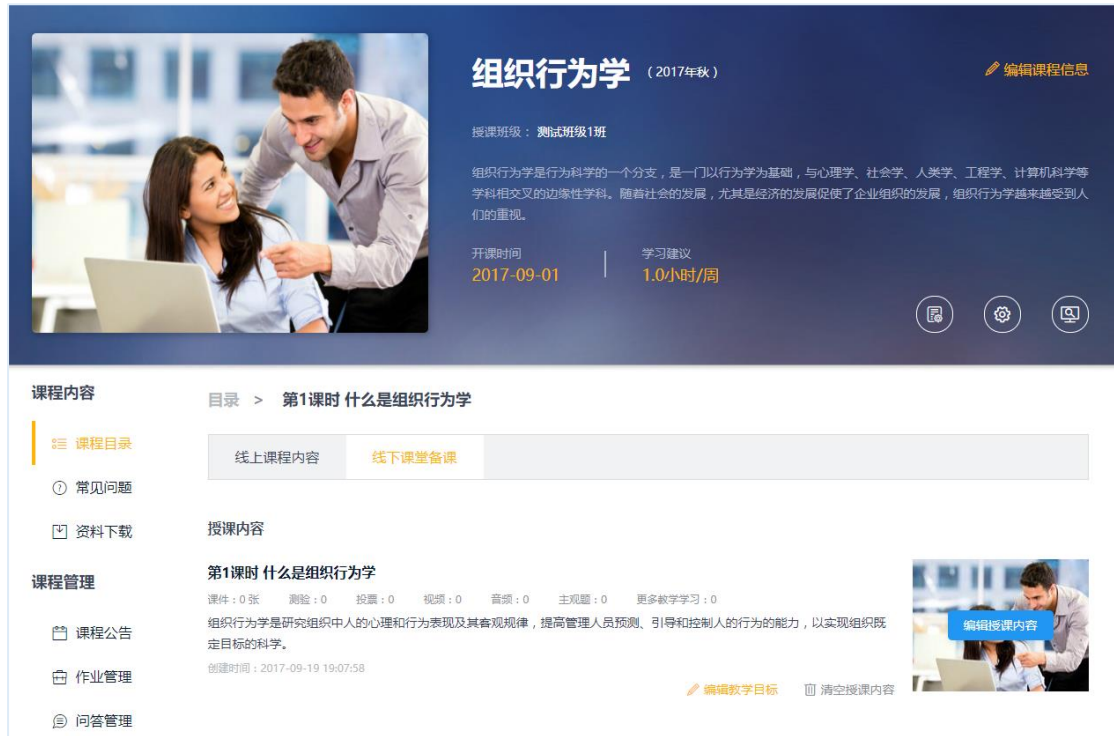 组织行为学 （2017年秋）
编辑课程信息
授课班级： 测试班级1班
组织行为学是行为科学的一个分支，是一门以行为学为基础，与心理学、社会学、人类学、工程学、计算机科学等
学科相交叉的边缘性学科。随着社会的发展，尤其是经济的发展促使了企业组织的发展，组织行为学越来越受到人
们的重视。
开课时间 学习建议
2017-09-01 1.0小时/周
课程内容
课程目录
常见问题
资料下载
课程管理
课程公告
作业管理
问答管理
目录 > 第1课时 什么是组织行为学
线上课程内容 线下课堂备课
授课内容
第1课时 什么是组织行为学
课件：0 张 测验：0 投票：0 视频：0 音频：0 主观题：0 更多教学学习：0
组织行为学是研究组织中人的心理和行为表现及其客观规律，提高管理人员预测、引导和控制人的行为的能力，以实现组织既
定目标的科学。
创建时间：2017-09-19 19:07:58
编辑教学目标 清空授课内容
编辑授课内容